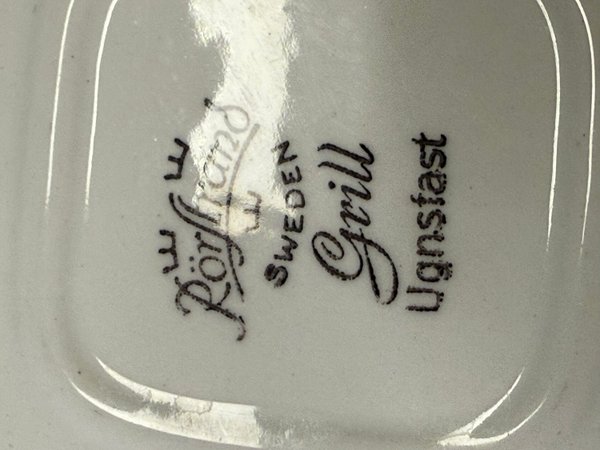 Rörstrand
SWEDEN
Grill
Ugnsfast